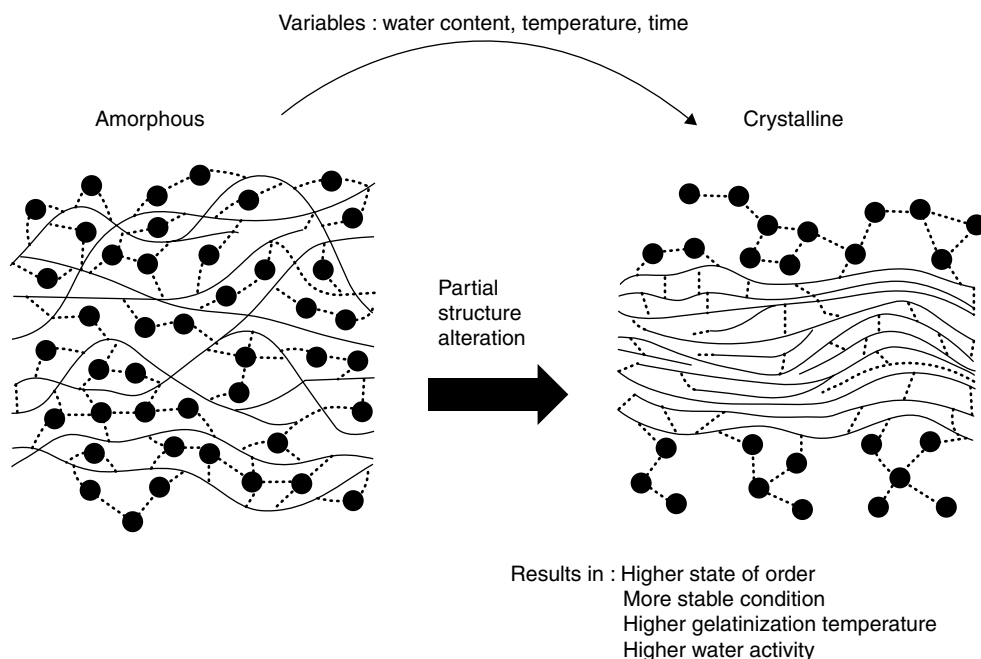 Variables : water content, temperature, time
Amorphous
Crystalline
Partial
structure
alteration
Results in : Higher state of order
More stable condition
Higher gelatinization temperature
Higher water activity